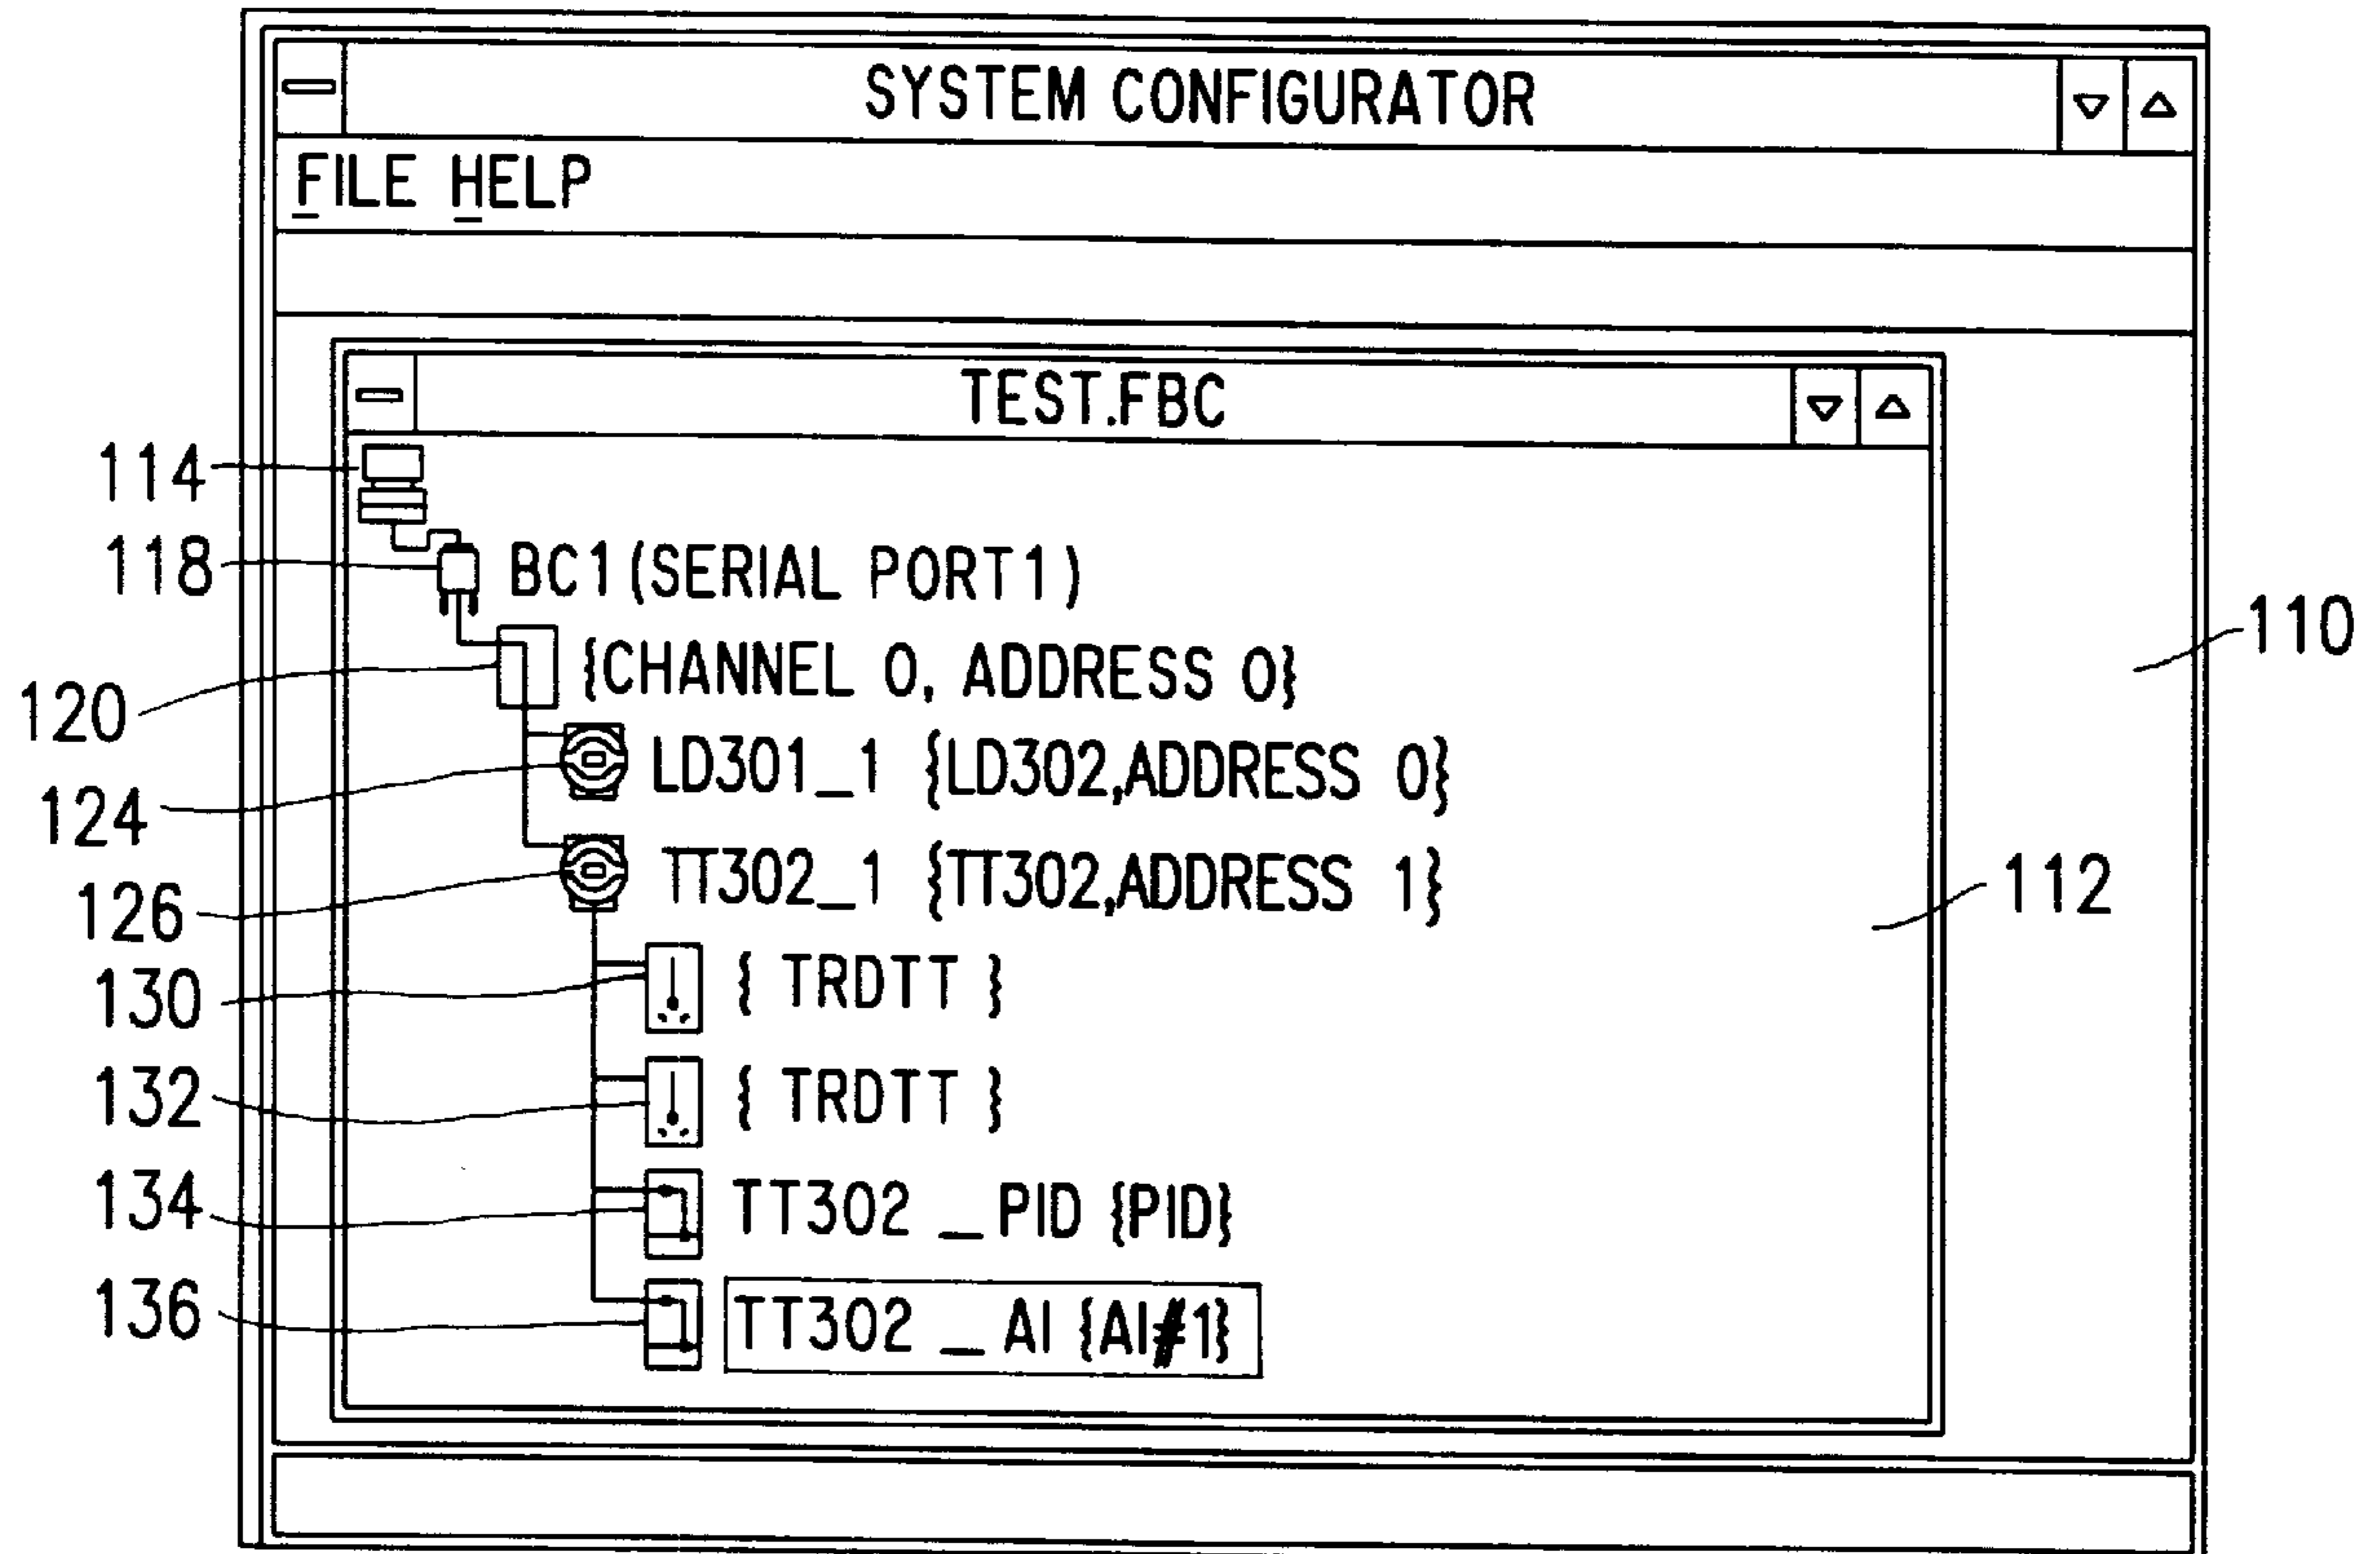 SYSTEM CONFIGURATOR
FILE HELP
TEST.FBC
114
118 BC1(SERIAL PORT1)
110
120 {CHANNEL 0, ADDRESS 0}
124 LD301_1 {LD302,ADDRESS 0}
126 TT302_1 {TT302,ADDRESS 1}
112
130 { TRDTT }
132 { TRDTT }
134 TT302 _ PID {PID}
136 TT302 _ AI {AI#1}